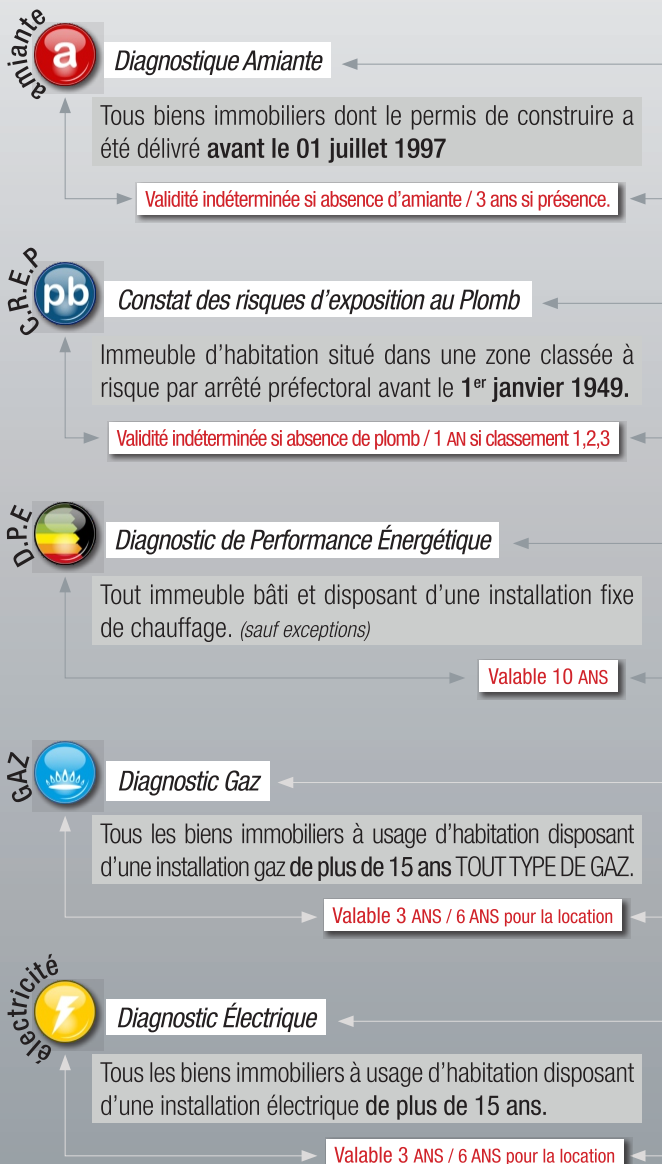 amiante
a
Diagnostique Amiante
Tous biens immobiliers dont le permis de construire a
été délivré avant le 01 juillet 1997
Validité indéterminée si absence d'amiante / 3 ans si présence.
C.R.E.P
pb
Constat des risques d'exposition au Plomb
Immeuble d'habitation situé dans une zone classée à
risque par arrêté préfectoral avant le 1er janvier 1949.
Validité indéterminée si absence de plomb / 1 AN si classement 1,2,3
D.P.E
Diagnostic de Performance Énergétique
Tout immeuble bâti et disposant d'une installation fixe
de chauffage. (sauf exceptions)
Valable 10 ANS
GAZ
Diagnostic Gaz
Tous les biens immobiliers à usage d'habitation disposant
d'une installation gaz de plus de 15 ans TOUT TYPE DE GAZ.
Valable 3 ANS / 6 ANS pour la location
électricité
Diagnostic Électrique
Tous les biens immobiliers à usage d'habitation disposant
d'une installation électrique de plus de 15 ans.
Valable 3 ANS / 6 ANS pour la location